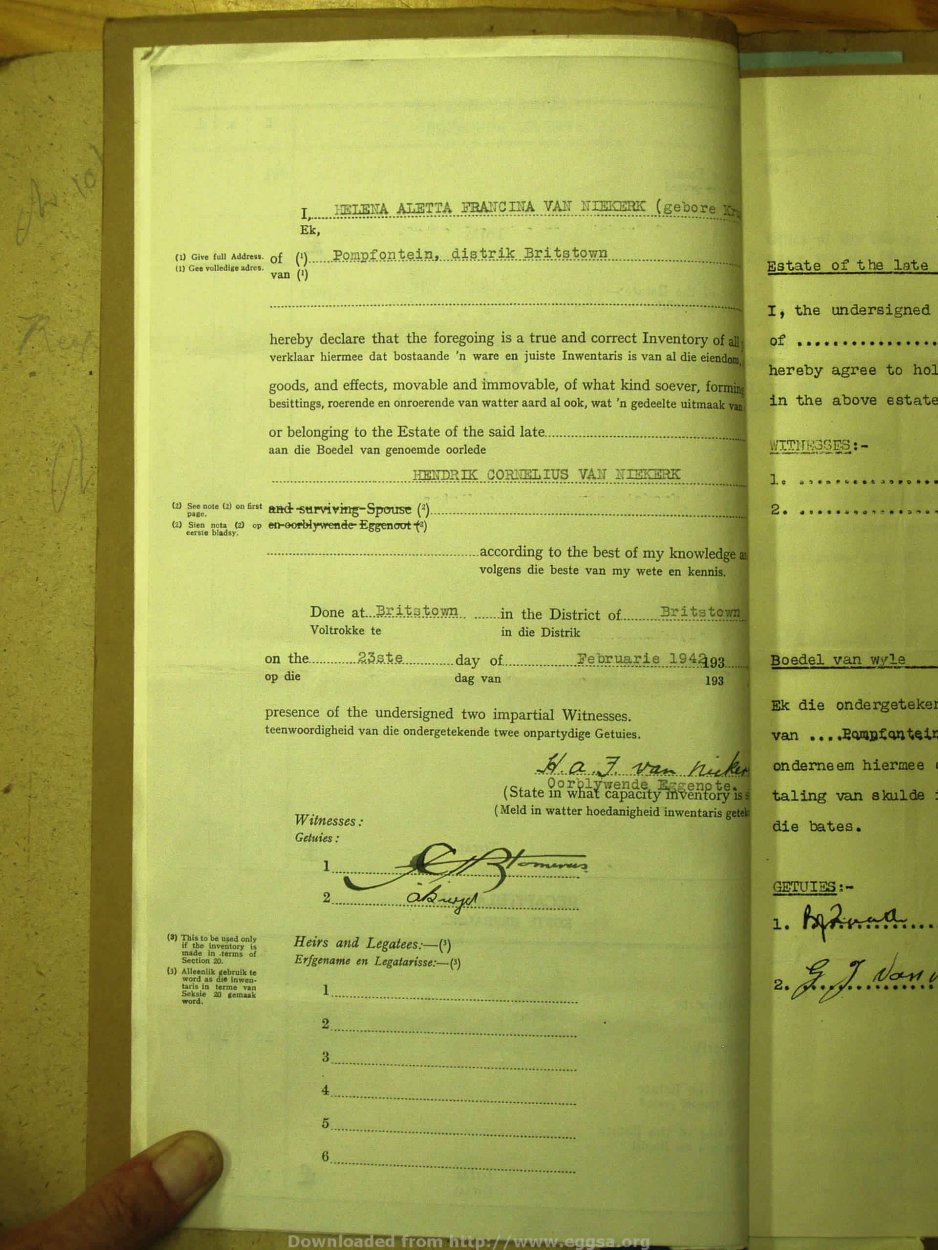 I, HELENA ALETTA FRANCINA VAN NIEKERK (gebore
Ek,
(1) Give full Address. of (1) Pompfontein, distrik Britstown
(1) Gee volledige adres. van (1)
hereby declare that the foregoing is a true and correct Inventory of all
verklaar hiermee dat bostaande 'n ware en juiste Inwentaris is van al die eiendom,
goods, and effects, movable and immovable, of what kind soever, forming
besittings, roerende en onroerende van watter aard al ook, wat 'n gedeelte uitmaak van
or belonging to the Estate of the said late
aan die Boedel van genoemde oorlede
HENDRIK CORNELIUS VAN NIEKERK
(2) See note (2) on first page. and surviving Spouse (2)
(2) Sien nota (2) op eerste bladsy. en oorblywende Eggenoot (2)
according to the best of my knowledge
volgens die beste van my wete en kennis.
Done at Britstown in the District of Britstown
Voltrokke te in die Distrik
on the 23ste day of Februarie 1942 193
op die dag van 193
presence of the undersigned two impartial Witnesses.
teenwoordigheid van die ondergetekende twee onpartydige Getuies.
H. A. F. van Nieker
Oorblywende Eggenote.
(State in what capacity inventory is
(Meld in watter hoedanigheid inwentaris getek
Witnesses:
Getuies:
1
2
(3) This to be used only if the inventory is made in terms of Section 20.
(3) Alleenlik gebruik te word as die inwentaris in terme van Seksie 20 gemaak word.
Heirs and Legatees:—(3)
Erfgename en Legatarisse:—(3)
1
2
3
4
5
6
Estate of the late
I, the undersigned
of
hereby agree to hol
in the above estate
WITNESSES:-
1.
2.
Boedel van wyle
Ek die ondergeteken
van ....Pompfontein
onderneem hiermee
taling van skulde
die bates.
GETUIES:-
1.
2. G J Van
Downloaded from http://www.eggsa.org